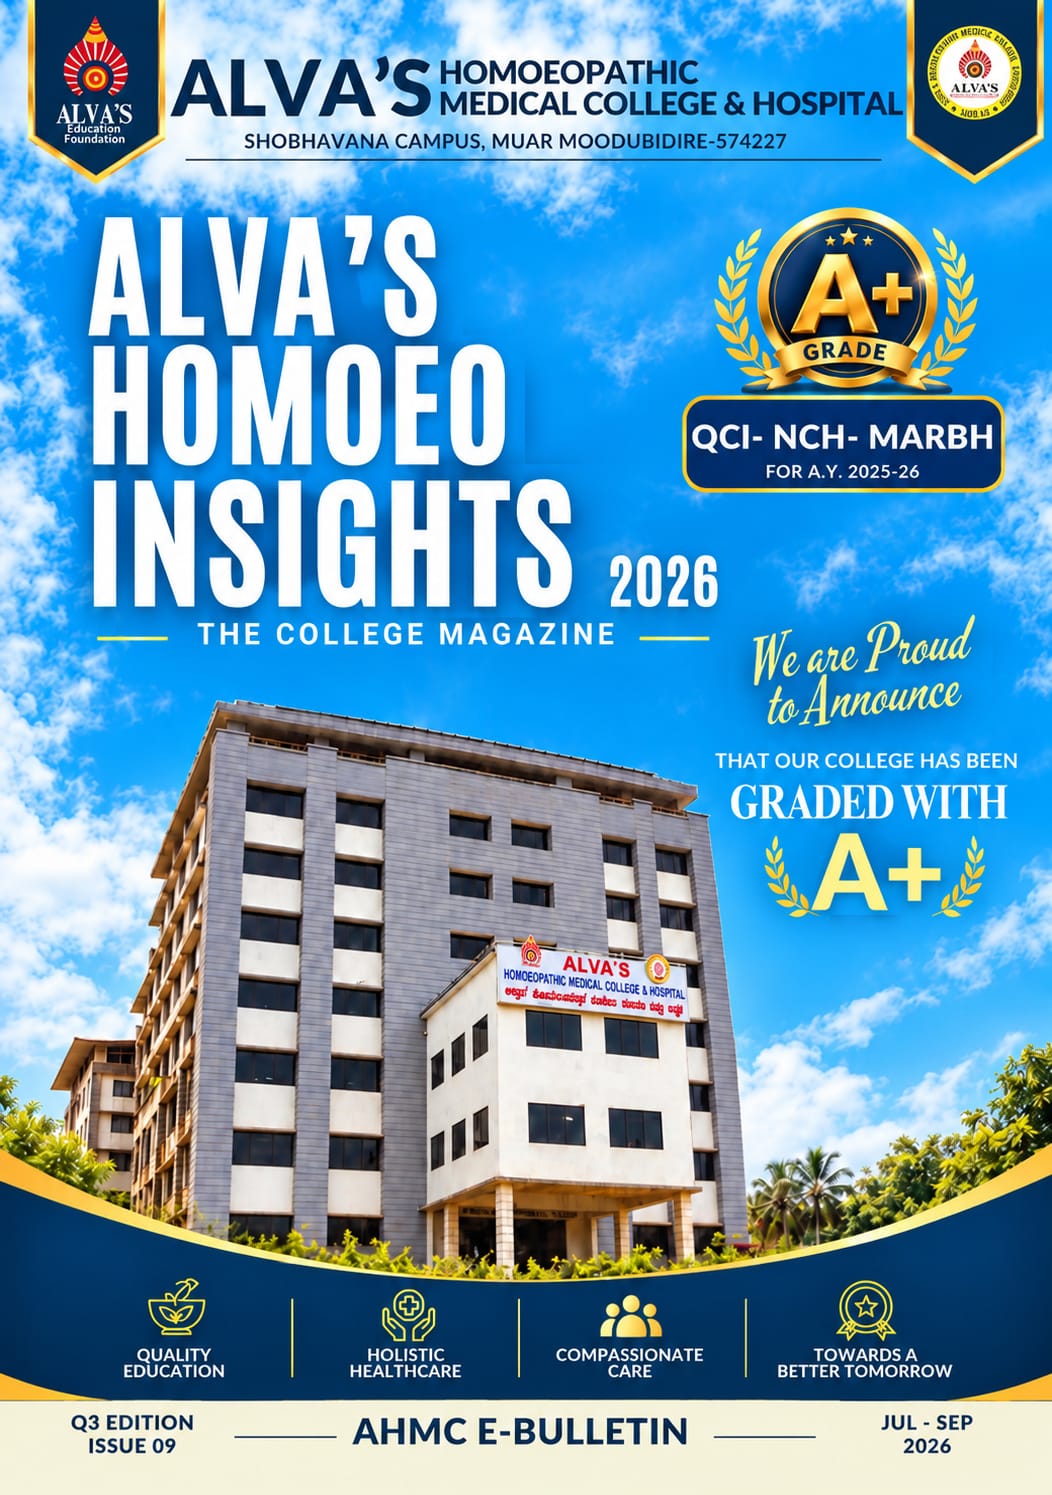 ALVA'S
Education
Foundation
ALVA'S HOMOEOPATHIC
MEDICAL COLLEGE & HOSPITAL
SHOBHAVANA CAMPUS, MUAR MOODUBIDIRE-574227
ALVA'S
ALVA'S
HOMOEO
INSIGHTS 2026
THE COLLEGE MAGAZINE
A+
GRADE
QCI- NCH- MARBH
FOR A.Y. 2025-26
We are Proud
to Announce
THAT OUR COLLEGE HAS BEEN
GRADED WITH
A+
ALVA'S
HOMOEOPATHIC MEDICAL COLLEGE & HOSPITAL
QUALITY
EDUCATION
HOLISTIC
HEALTHCARE
COMPASSIONATE
CARE
TOWARDS A
BETTER TOMORROW
Q3 EDITION
ISSUE 09
AHMC E-BULLETIN
JUL - SEP
2026